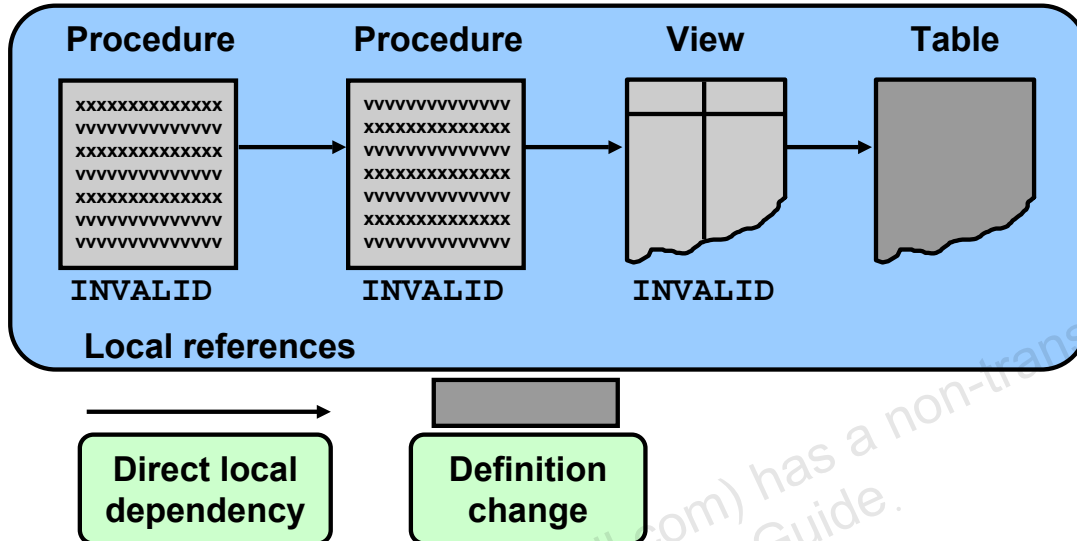 Procedure Procedure View Table
xxxxxxxxxxxxxx vvvvvvvvvvvvvv
vvvvvvvvvvvvvv xxxxxxxxxxxxxx
xxxxxxxxxxxxxx vvvvvvvvvvvvvv
vvvvvvvvvvvvvv xxxxxxxxxxxxxx
xxxxxxxxxxxxxx vvvvvvvvvvvvvv
vvvvvvvvvvvvvv xxxxxxxxxxxxxx
vvvvvvvvvvvvvv vvvvvvvvvvvvvv
INVALID INVALID INVALID
Local references
Direct local
dependency
Definition
change
com) has a non-trans
Guide.